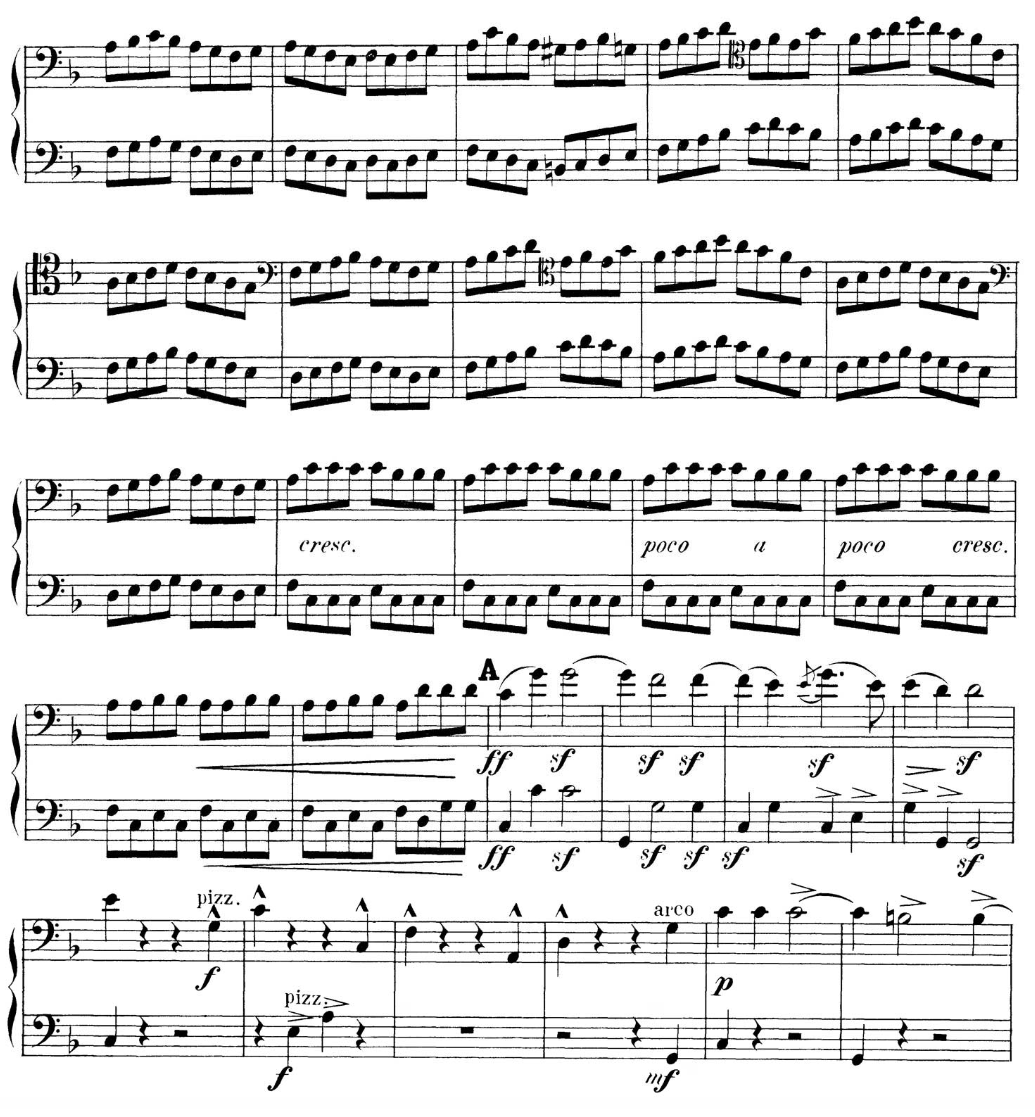 cresc. poco a poco cresc.
A
ff sf sf sf sf sf
ff sf sf sf sf sf
pizz. arco
f p
pizz.
f mf